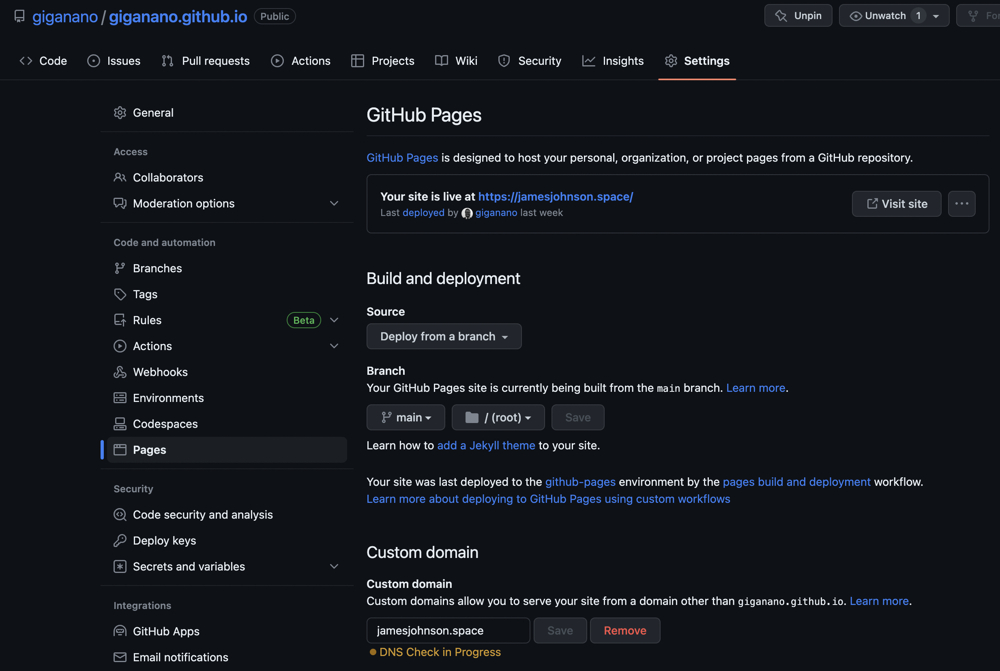 giganano / giganano.github.io Public
Unpin
Unwatch 1
Code
Issues
Pull requests
Actions
Projects
Wiki
Security
Insights
Settings
General
Access
Collaborators
Moderation options
Code and automation
Branches
Tags
Rules Beta
Actions
Webhooks
Environments
Codespaces
Pages
Security
Code security and analysis
Deploy keys
Secrets and variables
Integrations
GitHub Apps
Email notifications
GitHub Pages
GitHub Pages is designed to host your personal, organization, or project pages from a GitHub repository.
Your site is live at https://jamesjohnson.space/
Last deployed by giganano last week
Visit site
Build and deployment
Source
Deploy from a branch
Branch
Your GitHub Pages site is currently being built from the main branch. Learn more.
main
/ (root)
Save
Learn how to add a Jekyll theme to your site.
Your site was last deployed to the github-pages environment by the pages build and deployment workflow.
Learn more about deploying to GitHub Pages using custom workflows
Custom domain
Custom domain
Custom domains allow you to serve your site from a domain other than giganano.github.io. Learn more.
jamesjohnson.space
Save
Remove
DNS Check in Progress